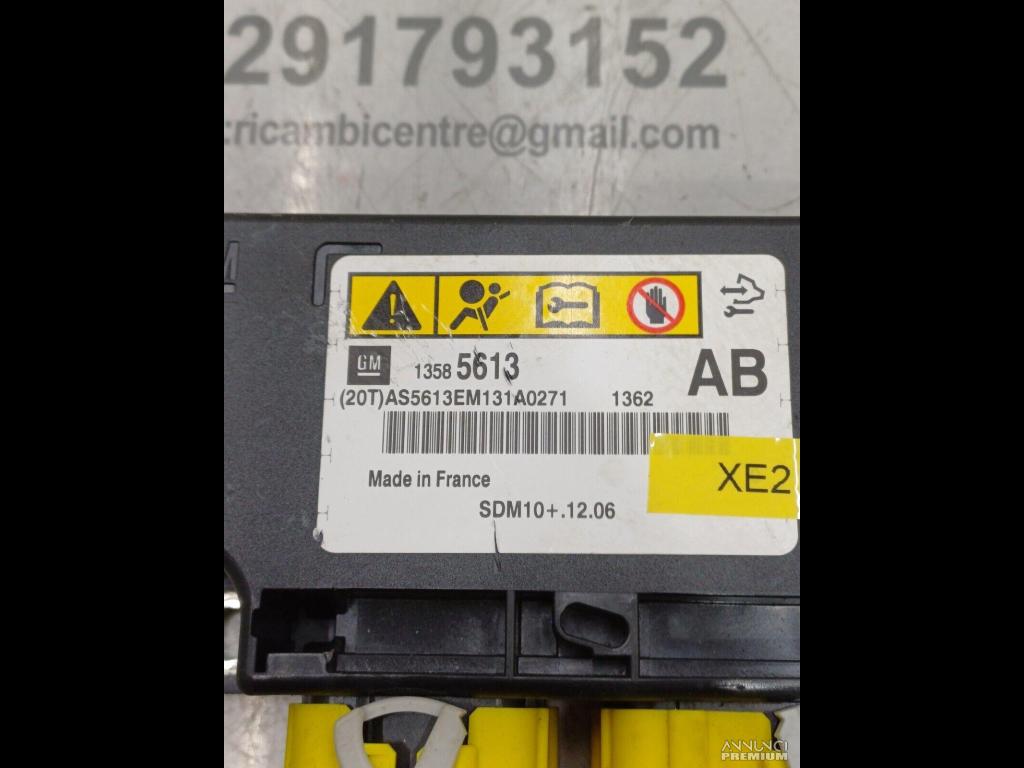 291793152
:ricambicentre@gmail.com
GM 1358 5613 AB
(20T)AS5613EM131A0271 1362
XE2
Made in France
SDM10+.12.06
ANNUNCI
PREMIUM